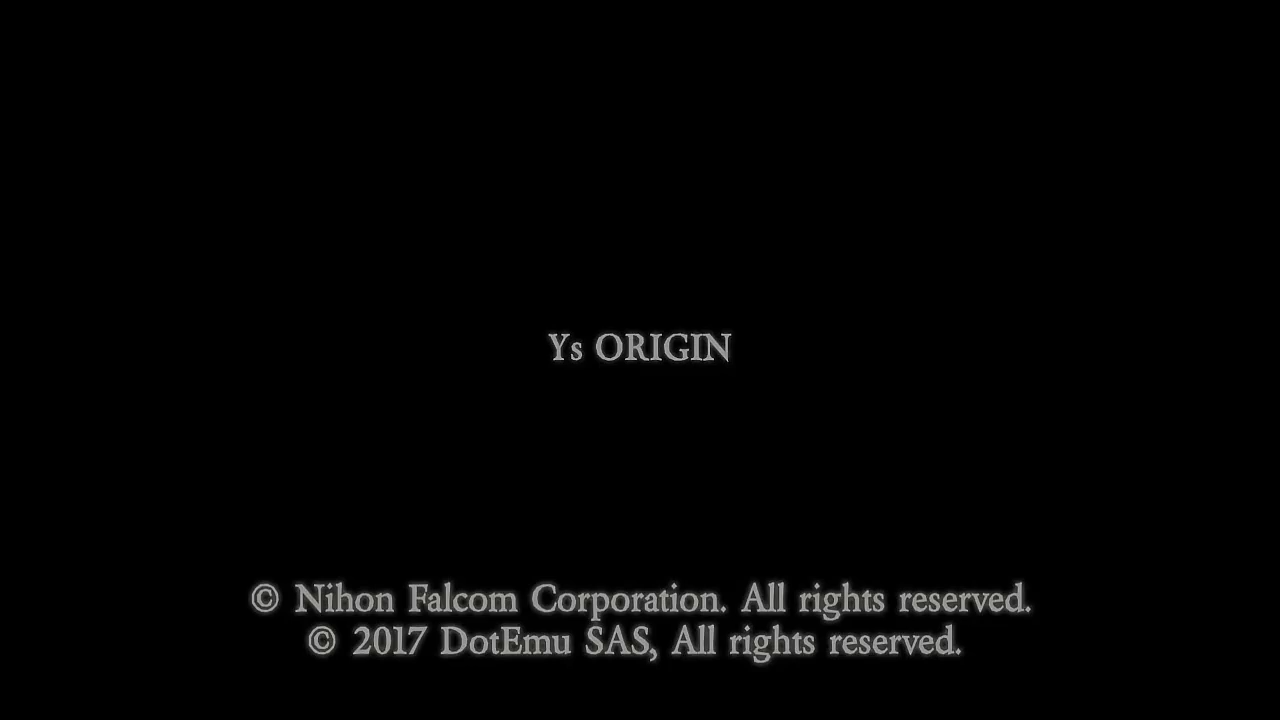 Ys ORIGIN
© Nihon Falcom Corporation. All rights reserved.
© 2017 DotEmu SAS, All rights reserved.